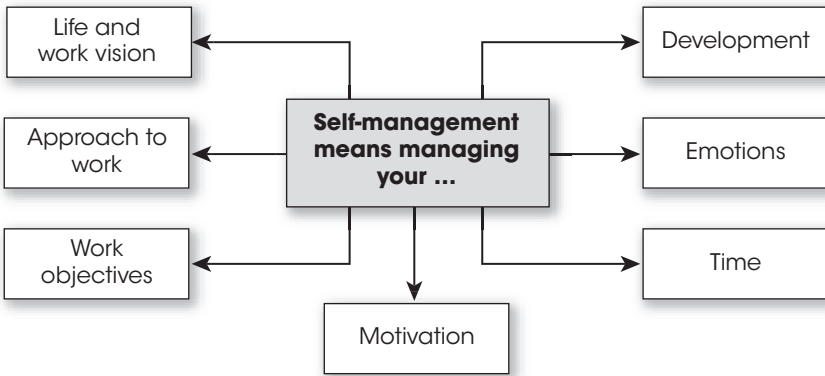 Life and
work vision
Development
Self-management
means managing
your ...
Approach to
work
Emotions
Work
objectives
Time
Motivation